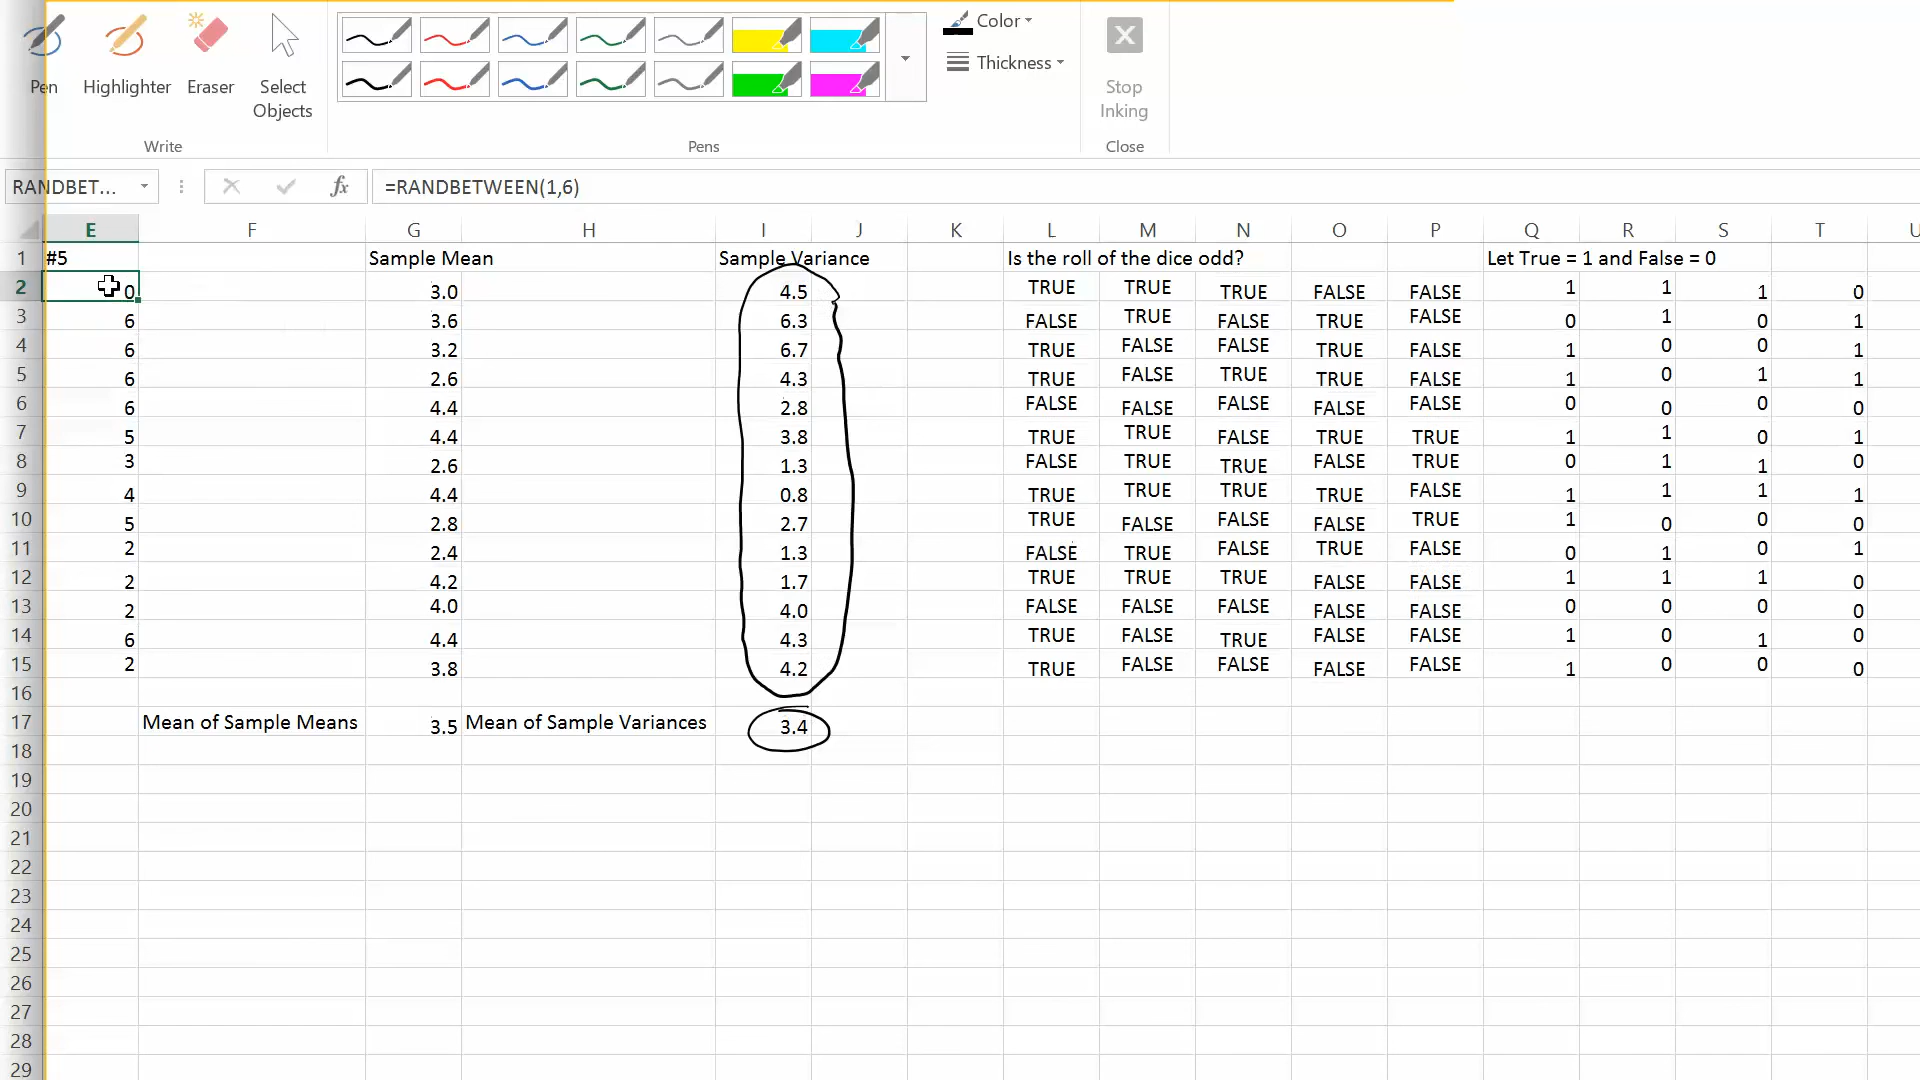 Pen
Highlighter
Eraser
Select Objects
Write
Pens
Color
Thickness
Stop Inking
Close
RANDBET...
fx
=RANDBETWEEN(1,6)
E F G H I J K L M N O P Q R S T U
1 #5 Sample Mean Sample Variance Is the roll of the dice odd? Let True = 1 and False = 0
2 0 3.0 4.5 TRUE TRUE TRUE FALSE FALSE 1 1 1 0
3 6 3.6 6.3 FALSE TRUE FALSE TRUE FALSE 0 1 0 1
4 6 3.2 6.7 TRUE FALSE FALSE TRUE FALSE 1 0 0 1
5 6 2.6 4.3 TRUE FALSE TRUE TRUE FALSE 1 0 1 1
6 6 4.4 2.8 FALSE FALSE FALSE FALSE FALSE 0 0 0 0
7 5 4.4 3.8 TRUE TRUE FALSE TRUE TRUE 1 1 0 1
8 3 2.6 1.3 FALSE TRUE TRUE FALSE TRUE 0 1 1 0
9 4 4.4 0.8 TRUE TRUE TRUE TRUE FALSE 1 1 1 1
10 5 2.8 2.7 TRUE FALSE FALSE FALSE TRUE 1 0 0 0
11 2 2.4 1.3 FALSE TRUE FALSE TRUE FALSE 0 1 0 1
12 2 4.2 1.7 TRUE TRUE TRUE FALSE FALSE 1 1 1 0
13 2 4.0 4.0 FALSE FALSE FALSE FALSE FALSE 0 0 0 0
14 6 4.4 4.3 TRUE FALSE TRUE FALSE FALSE 1 0 1 0
15 2 3.8 4.2 TRUE FALSE FALSE FALSE FALSE 1 0 0 0
16
17 Mean of Sample Means 3.5 Mean of Sample Variances 3.4
18
19
20
21
22
23
24
25
26
27
28
29